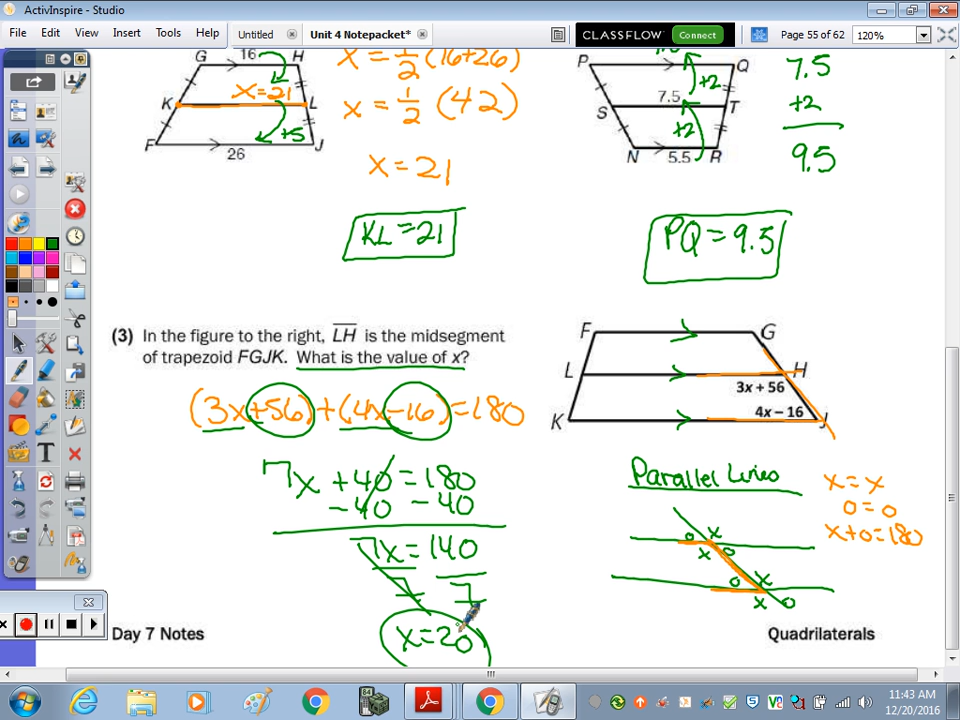 ActivInspire - Studio
File Edit View Insert Tools Help
Untitled
Unit 4 Notepacket*
CLASSFLOW Connect
Page 55 of 62
120%
G 16 H
K x=21 L
+5
F 26 J
x = 1/2 (16+26)
x = 1/2 (42)
x = 21
KL = 21
P Q
+2
S 7.5 T
+2
N 5.5 R
7.5
+2
9.5
PQ = 9.5
(3) In the figure to the right, LH is the midsegment
of trapezoid FGJK. What is the value of x?
(3x+56)+(4x-16)=180
7x + 40 = 180
-40 -40
7x = 140
7 7
x=20
F G
L H
3x + 56
4x – 16
K J
Parallel Lines
x = x
o = o
x+o=180
o x
x o
o x
x o
Day 7 Notes
Quadrilaterals
11:43 AM
12/20/2016